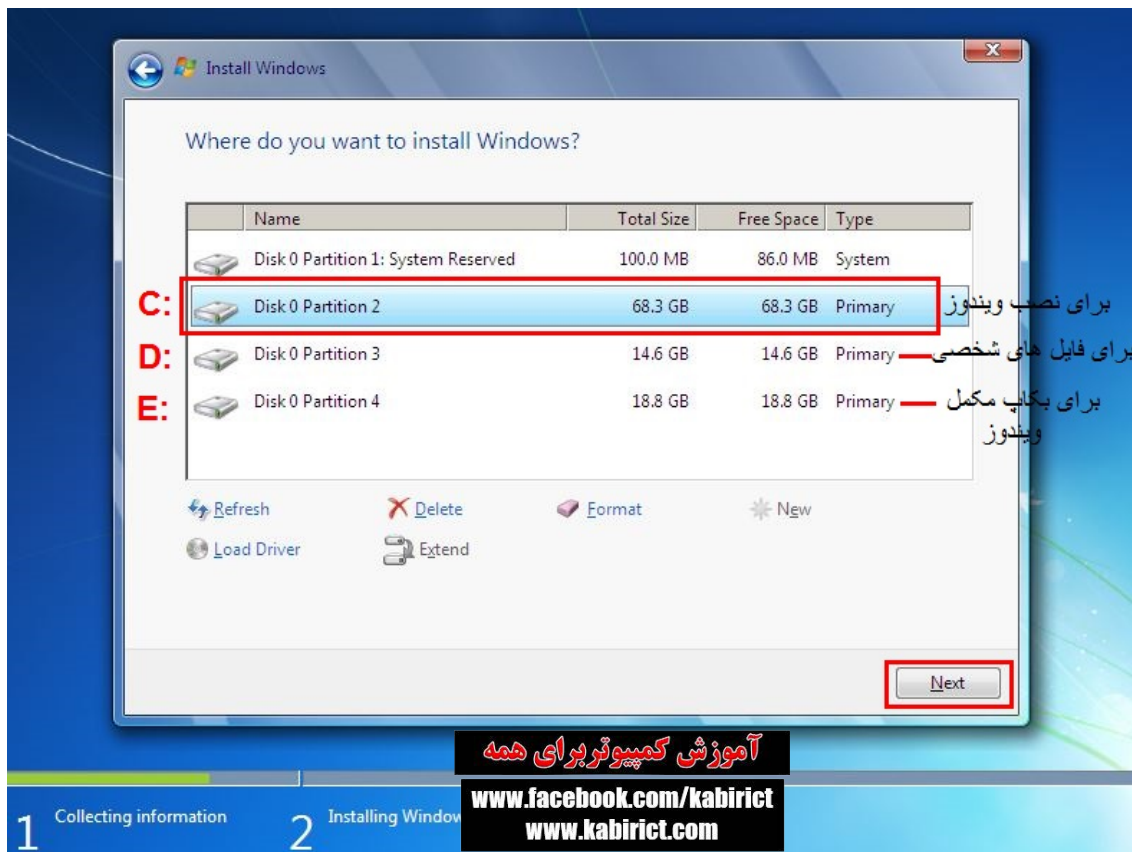 Install Windows
Where do you want to install Windows?
Name Total Size Free Space Type
Disk 0 Partition 1: System Reserved 100.0 MB 86.0 MB System
C: Disk 0 Partition 2 68.3 GB 68.3 GB Primary برای نصب ویندوز
D: Disk 0 Partition 3 14.6 GB 14.6 GB Primary برای فایل های شخصی
E: Disk 0 Partition 4 18.8 GB 18.8 GB Primary برای بکاپ مکمل
ویندوز
Refresh Delete Format New
Load Driver Extend
Next
آموزش کمپیوتر برای همه
www.facebook.com/kabirict
www.kabirict.com
1 Collecting information 2 Installing Window